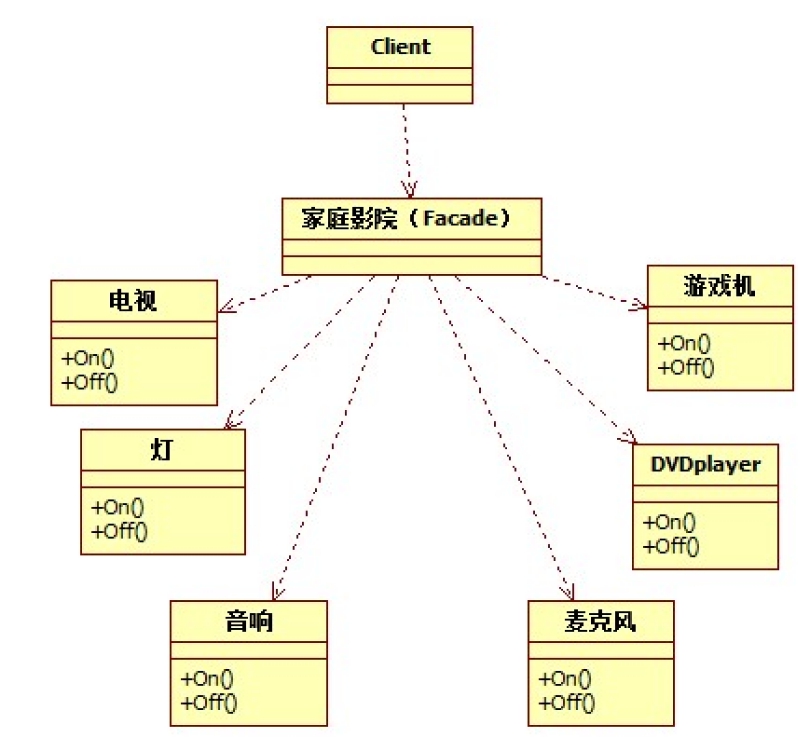 Client
家庭影院（Facade）
电视
+On()
+Off()
游戏机
+On()
+Off()
灯
+On()
+Off()
DVDplayer
+On()
+Off()
音响
+On()
+Off()
麦克风
+On()
+Off()